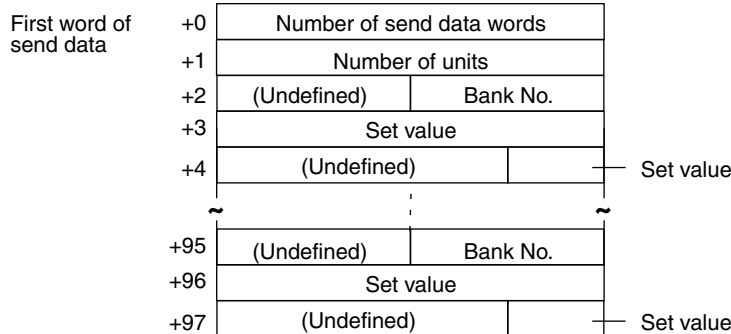 First word of
send data
+0 Number of send data words
+1 Number of units
+2 (Undefined) Bank No.
+3 Set value
+4 (Undefined) Set value
~ ~
+95 (Undefined) Bank No.
+96 Set value
+97 (Undefined) Set value